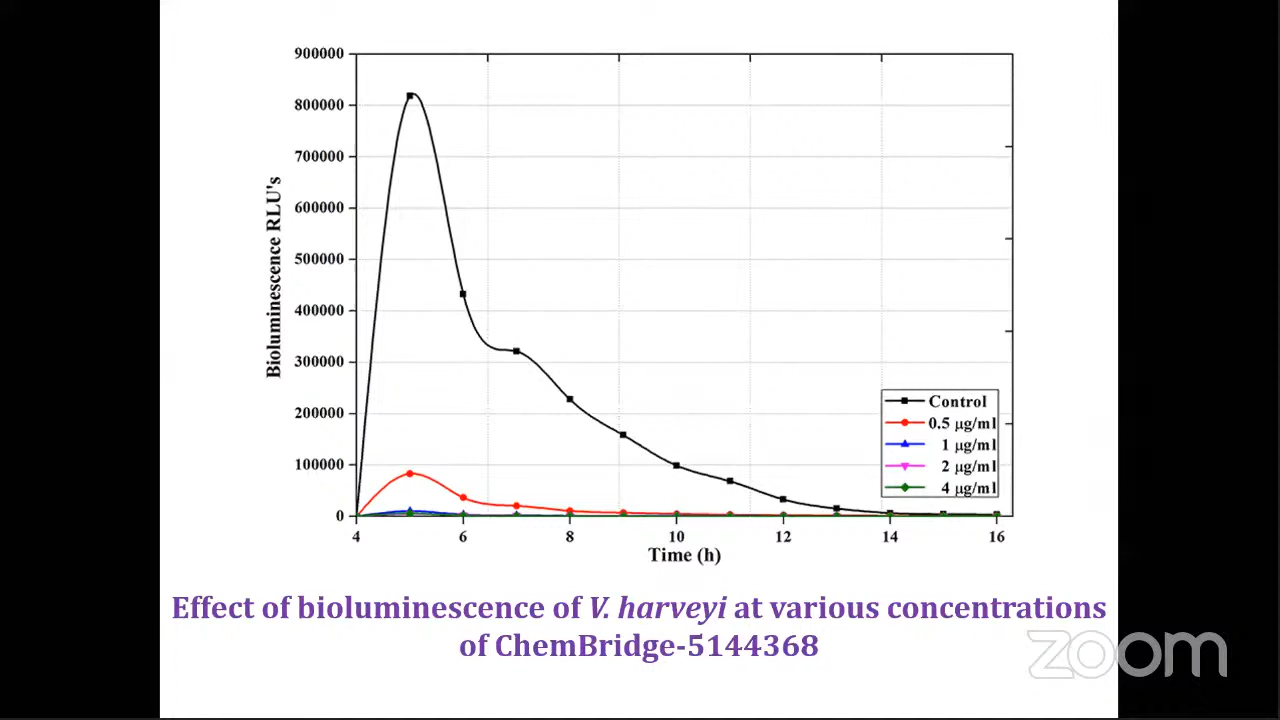 900000
800000
700000
600000
500000
400000
300000
200000
100000
0
Bioluminescence RLU's
4 6 8 10 12 14 16
Time (h)
Control
0.5 µg/ml
1 µg/ml
2 µg/ml
4 µg/ml
Effect of bioluminescence of V. harveyi at various concentrations
of ChemBridge-5144368
zoom